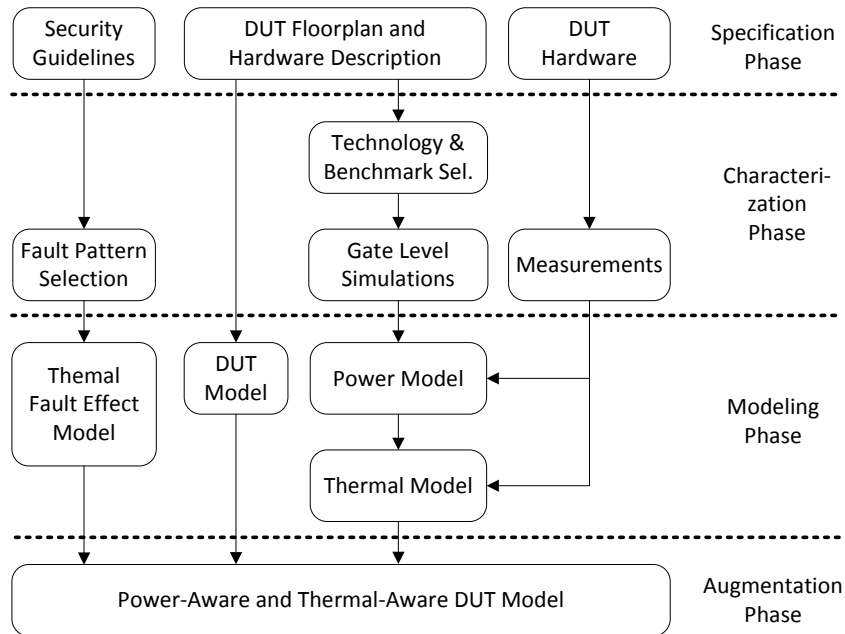 Security
Guidelines
DUT Floorplan and
Hardware Description
DUT
Hardware
Specification
Phase
Technology &
Benchmark Sel.
Characteri-
zation
Phase
Fault Pattern
Selection
Gate Level
Simulations
Measurements
Themal
Fault Effect
Model
DUT
Model
Power Model
Modeling
Phase
Thermal Model
Power-Aware and Thermal-Aware DUT Model
Augmentation
Phase